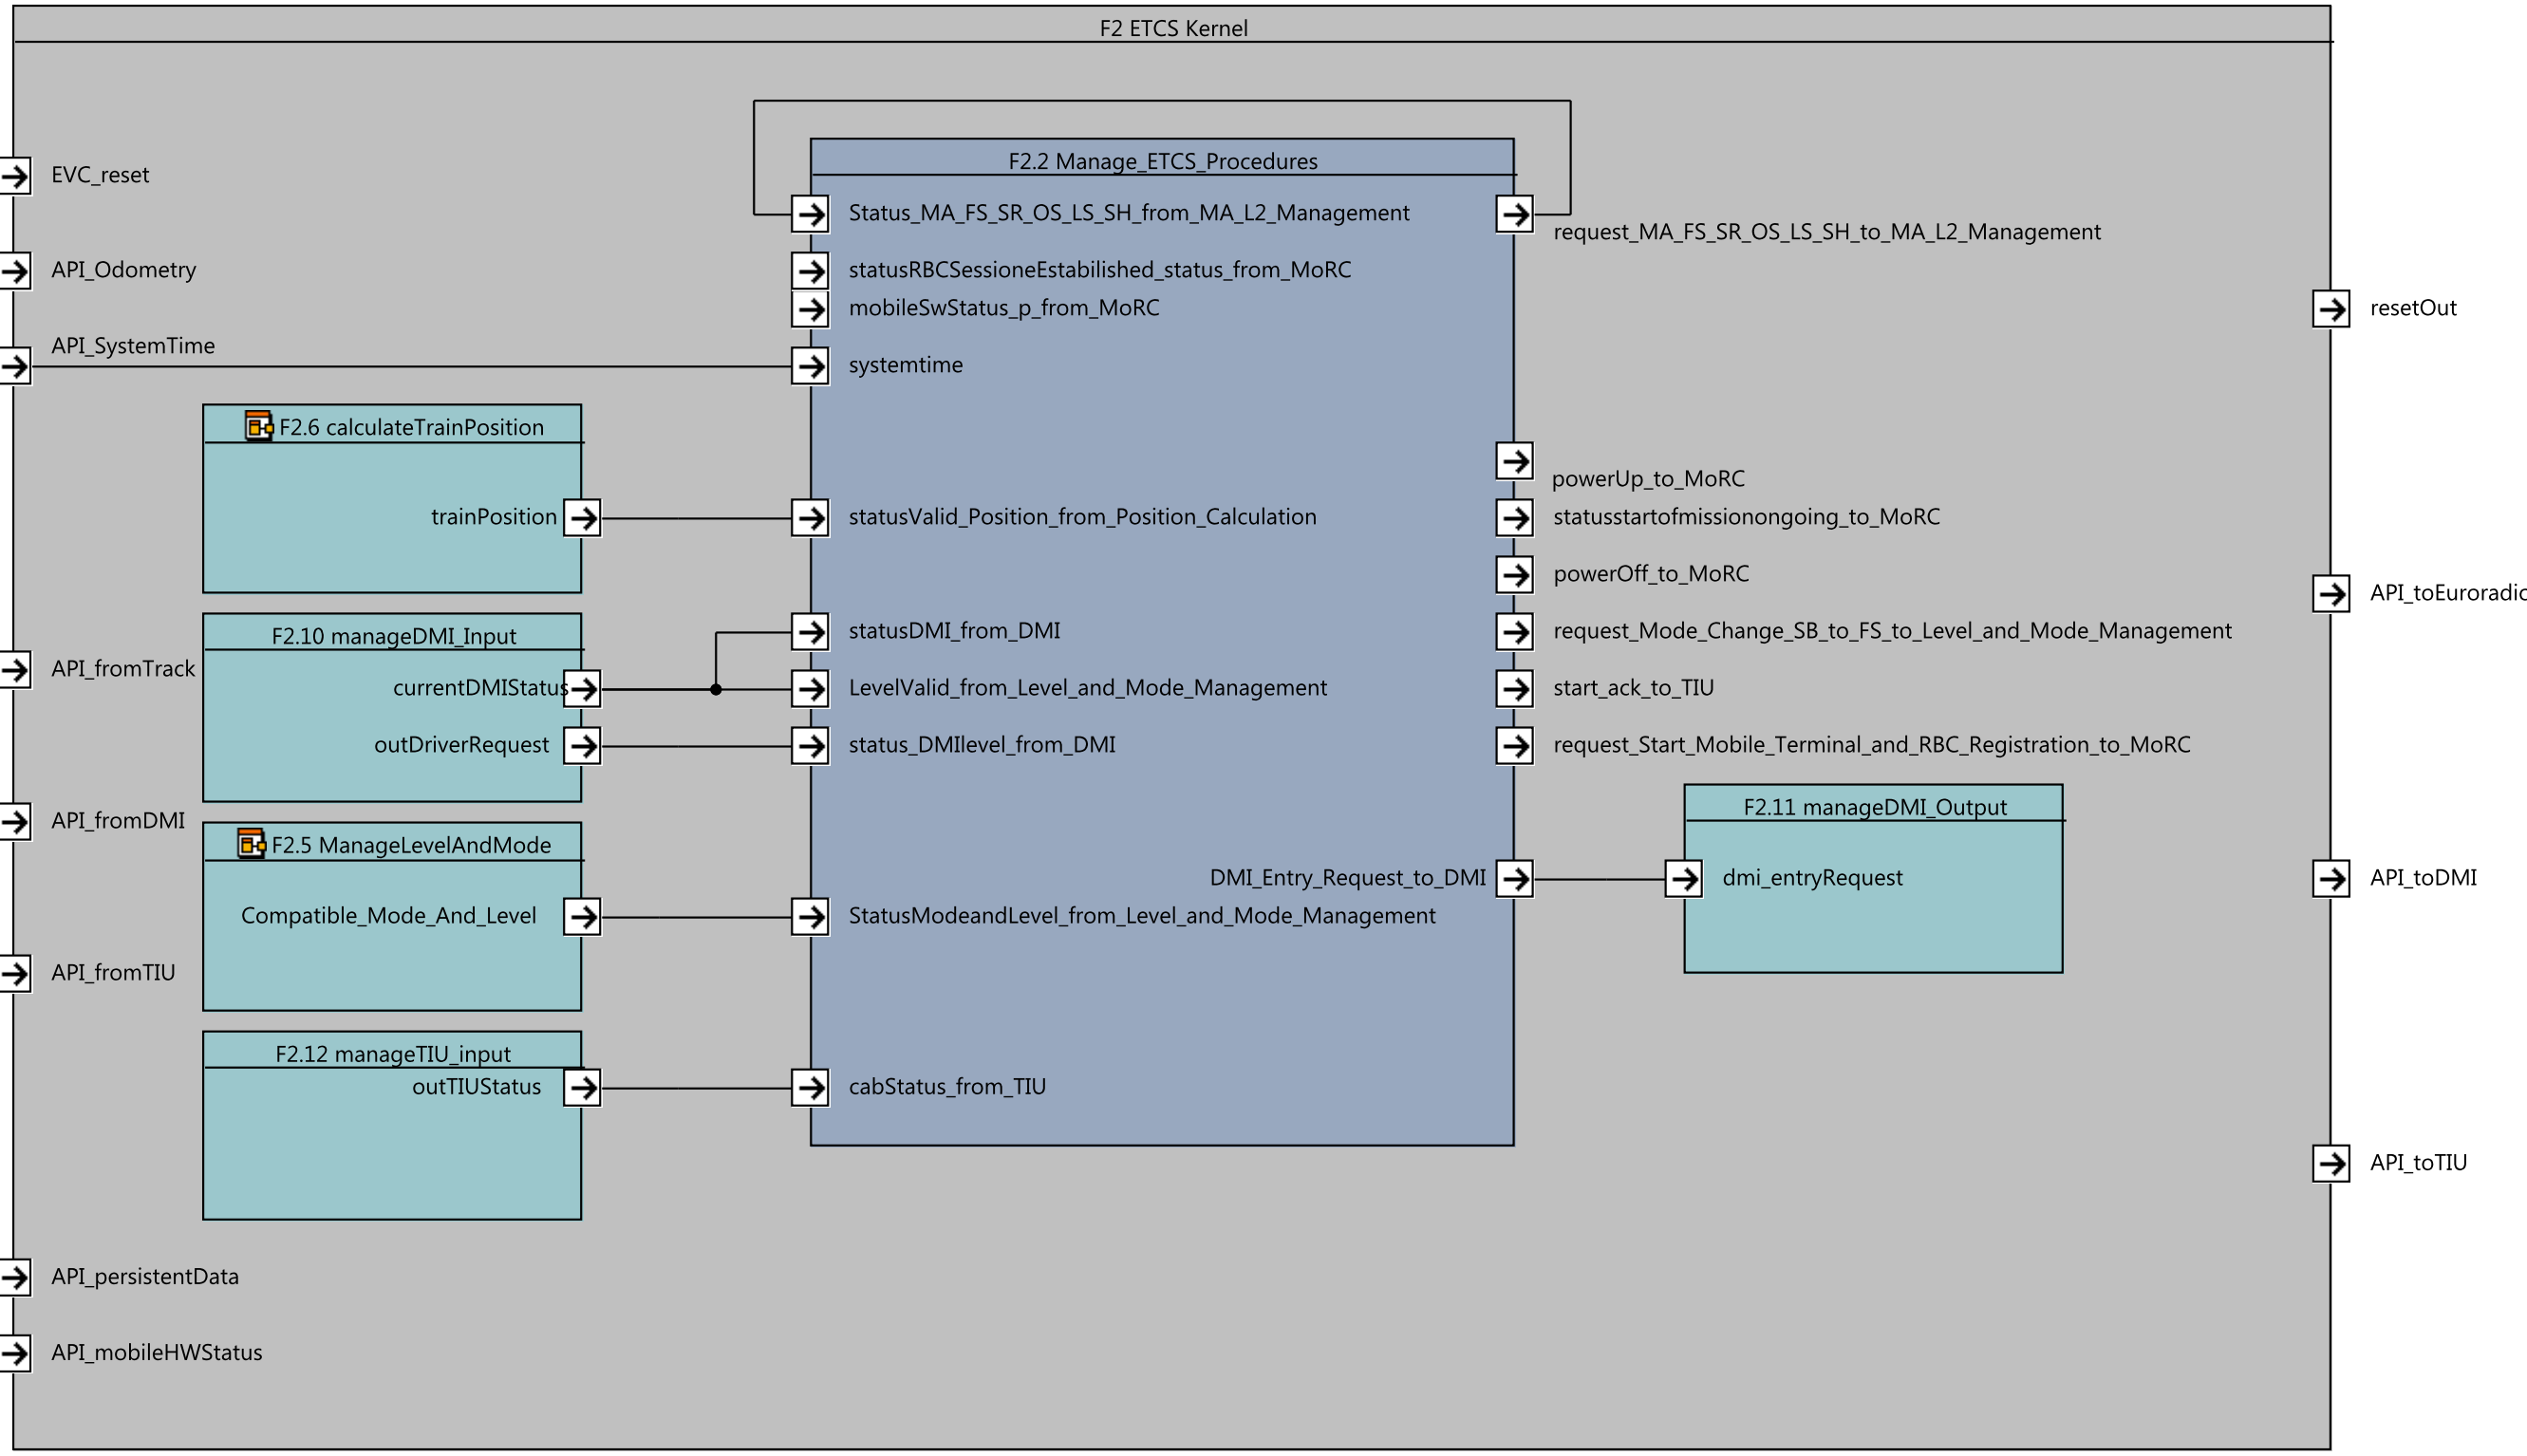 F2 ETCS Kernel
F2.2 Manage_ETCS_Procedures
EVC_reset
Status_MA_FS_SR_OS_LS_SH_from_MA_L2_Management
request_MA_FS_SR_OS_LS_SH_to_MA_L2_Management
API_Odometry
statusRBCSessioneEstabilished_status_from_MoRC
mobileSwStatus_p_from_MoRC
resetOut
API_SystemTime
systemtime
F2.6 calculateTrainPosition
powerUp_to_MoRC
trainPosition
statusValid_Position_from_Position_Calculation
statusstartofmissionongoing_to_MoRC
powerOff_to_MoRC
API_toEuroradio
F2.10 manageDMI_Input
statusDMI_from_DMI
request_Mode_Change_SB_to_FS_to_Level_and_Mode_Management
API_fromTrack
currentDMIStatus
LevelValid_from_Level_and_Mode_Management
start_ack_to_TIU
outDriverRequest
status_DMIlevel_from_DMI
request_Start_Mobile_Terminal_and_RBC_Registration_to_MoRC
F2.11 manageDMI_Output
API_fromDMI
F2.5 ManageLevelAndMode
DMI_Entry_Request_to_DMI
dmi_entryRequest
API_toDMI
Compatible_Mode_And_Level
StatusModeandLevel_from_Level_and_Mode_Management
API_fromTIU
F2.12 manageTIU_input
outTIUStatus
cabStatus_from_TIU
API_toTIU
API_persistentData
API_mobileHWStatus